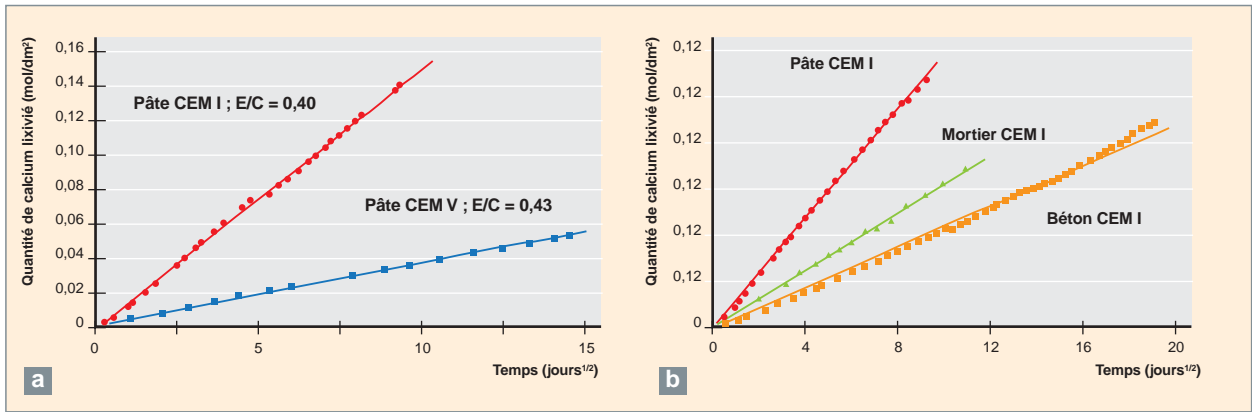 Quantité de calcium lixivié (mol/dm²)
0,16
0,14
0,12
0,10
0,08
0,06
0,04
0,02
0
Pâte CEM I ; E/C = 0,40
Pâte CEM V ; E/C = 0,43
0
5
10
15
Temps (jours¹/²)
a
Quantité de calcium lixivié (mol/dm²)
0,12
0,12
0,12
0,12
0,12
0,12
0
Pâte CEM I
Mortier CEM I
Béton CEM I
0
4
8
12
16
20
Temps (jours¹/²)
b